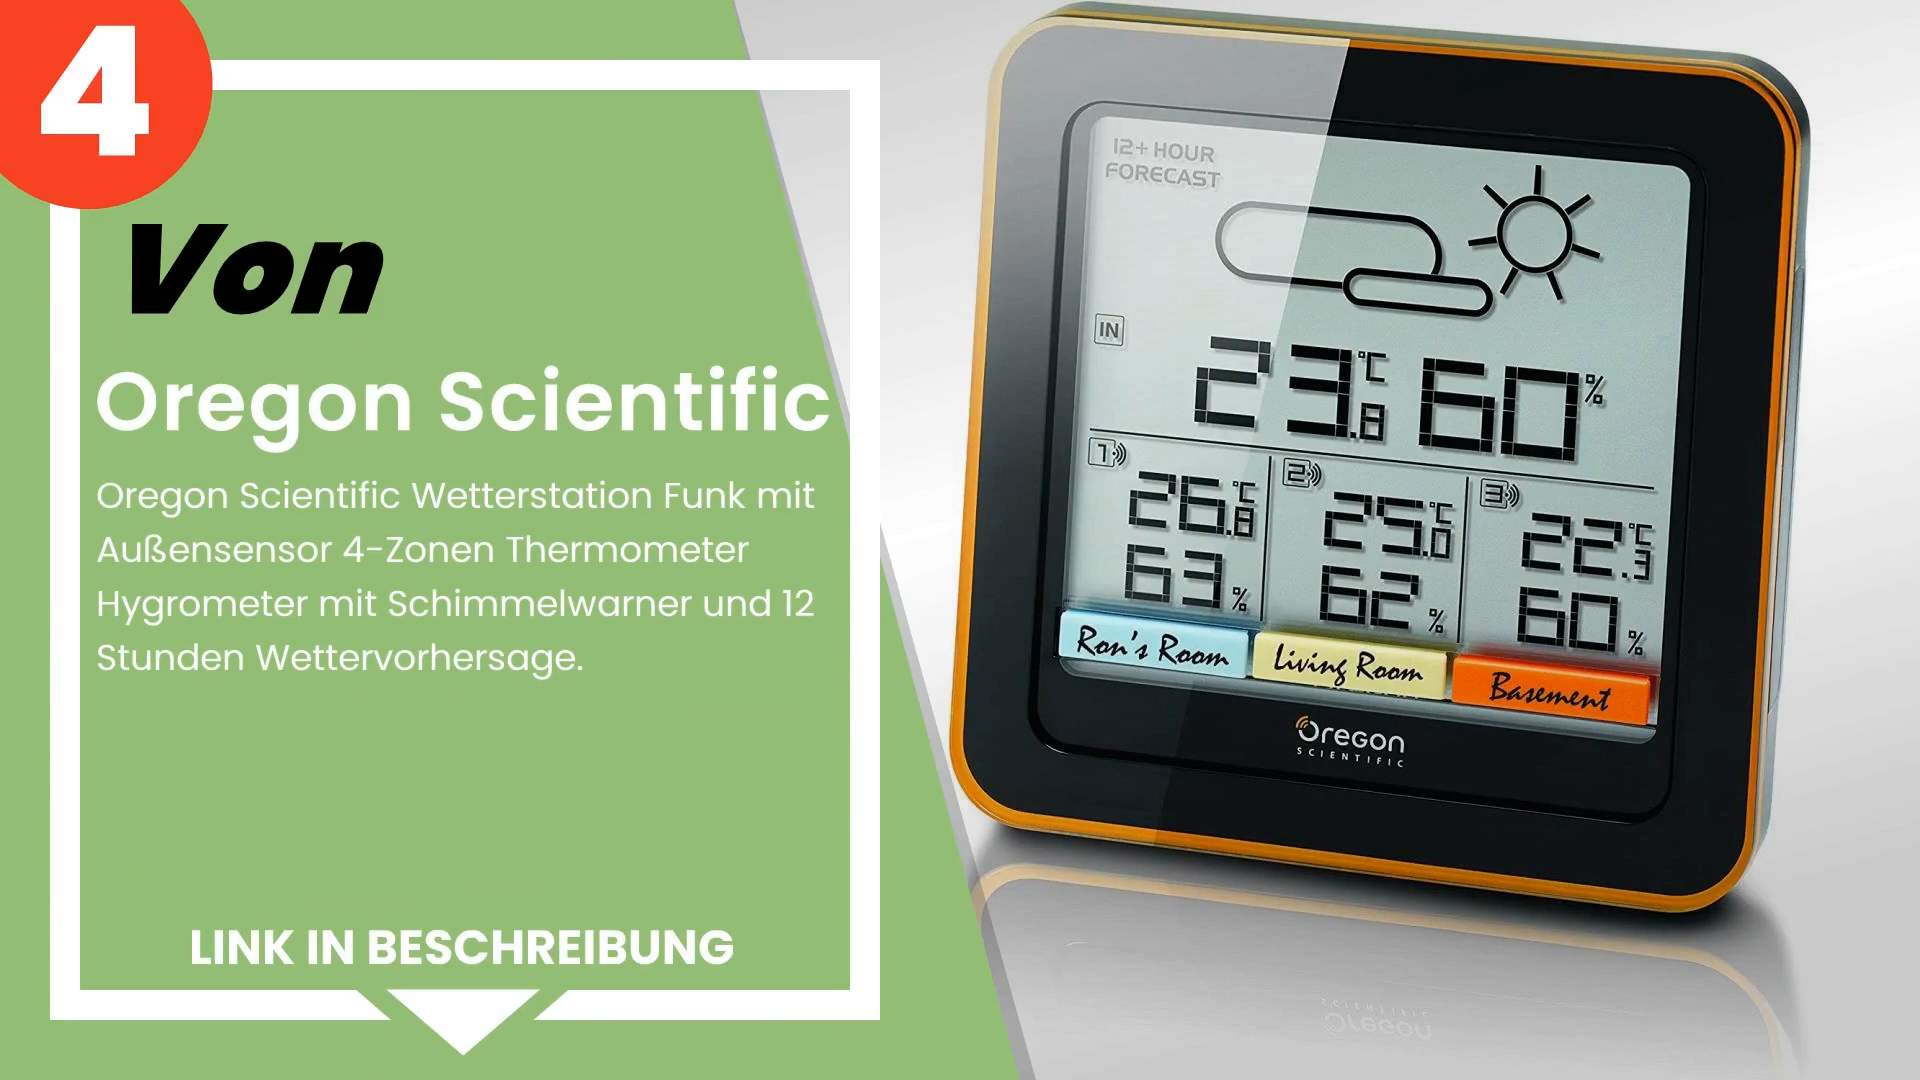 4
Von
Oregon Scientific
Oregon Scientific Wetterstation Funk mit
Außensensor 4-Zonen Thermometer
Hygrometer mit Schimmelwarner und 12
Stunden Wettervorhersage.
LINK IN BESCHREIBUNG
12+ HOUR
FORECAST
IN
23.8 °C 60 %
1 2 3
26.8 °C 25.0 °C 22.3 °C
63 % 62 % 60 %
Ron's Room Living Room Basement
Oregon
SCIENTIFIC